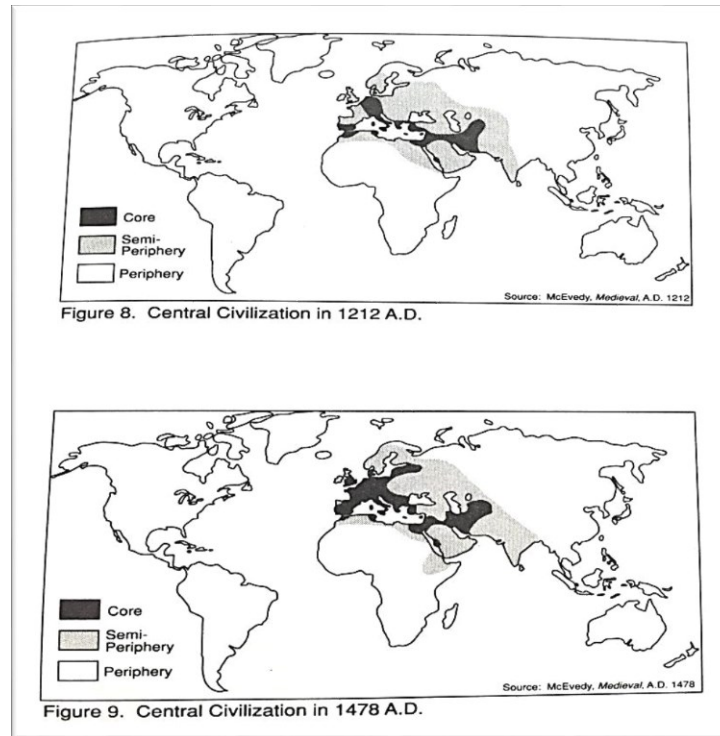 Core
Semi-
Periphery
Periphery
Source: McEvedy, Medieval, A.D. 1212
Figure 8. Central Civilization in 1212 A.D.
Core
Semi-
Periphery
Periphery
Source: McEvedy, Medieval, A.D. 1478
Figure 9. Central Civilization in 1478 A.D.